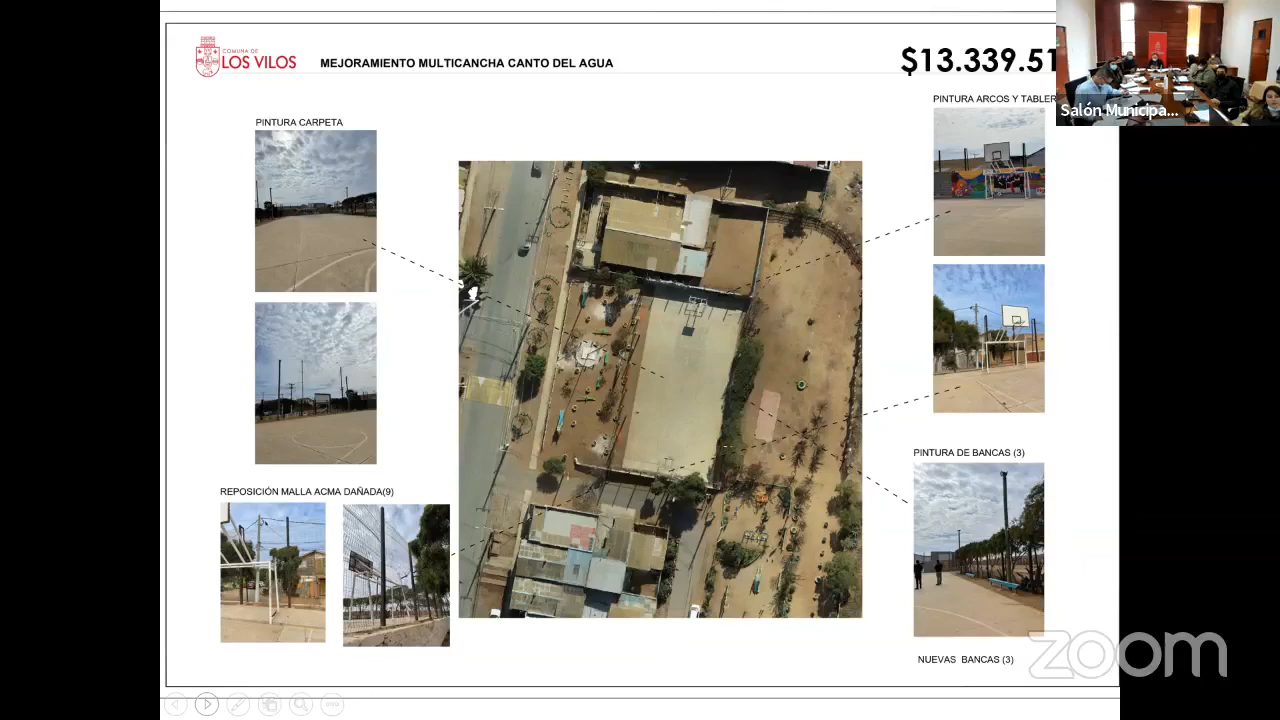 COMUNA DE
LOS VILOS
MEJORAMIENTO MULTICANCHA CANTO DEL AGUA
$13.339.51
Salón Municipa...
PINTURA ARCOS Y TABLER
PINTURA CARPETA
PINTURA DE BANCAS (3)
REPOSICIÓN MALLA ACMA DAÑADA(9)
NUEVAS BANCAS (3)
zoom